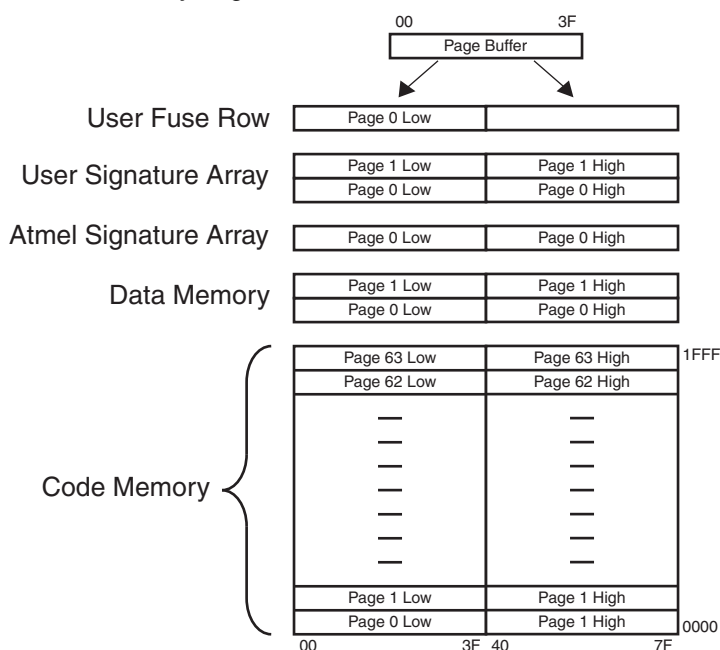 00 3F
Page Buffer
User Fuse Row Page 0 Low
User Signature Array
Page 1 Low Page 1 High
Page 0 Low Page 0 High
Atmel Signature Array Page 0 Low Page 0 High
Data Memory
Page 1 Low Page 1 High
Page 0 Low Page 0 High
Code Memory
Page 63 Low Page 63 High 1FFF
Page 62 Low Page 62 High
Page 1 Low Page 1 High
Page 0 Low Page 1 High 0000
00 3F 40 7F